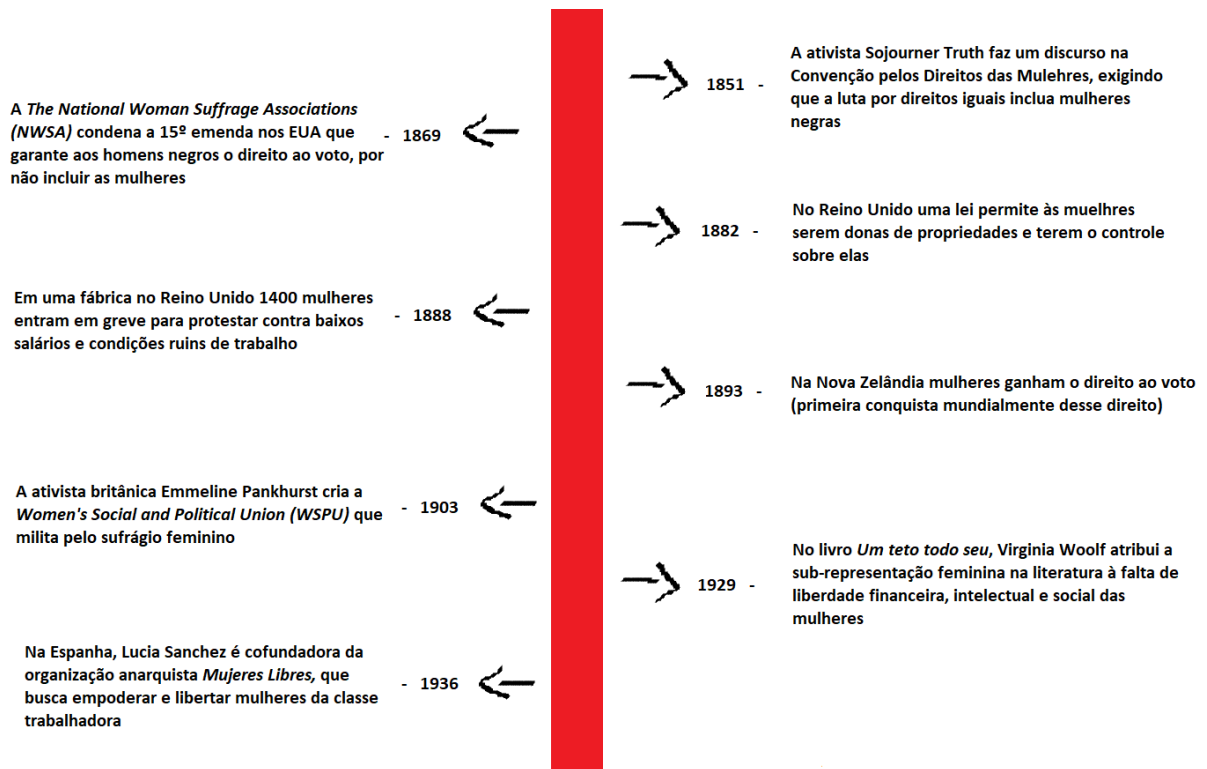 1851 -
A ativista Sojourner Truth faz um discurso na
Convenção pelos Direitos das Mulehres, exigindo
que a luta por direitos iguais inclua mulheres
negras
A The National Woman Suffrage Associations
(NWSA) condena a 15º emenda nos EUA que
garante aos homens negros o direito ao voto, por
não incluir as mulheres
- 1869
1882 -
No Reino Unido uma lei permite às muelhres
serem donas de propriedades e terem o controle
sobre elas
Em uma fábrica no Reino Unido 1400 mulheres
entram em greve para protestar contra baixos
salários e condições ruins de trabalho
- 1888
1893 -
Na Nova Zelândia mulheres ganham o direito ao voto
(primeira conquista mundialmente desse direito)
A ativista britânica Emmeline Pankhurst cria a
Women's Social and Political Union (WSPU) que
milita pelo sufrágio feminino
- 1903
1929 -
No livro Um teto todo seu, Virginia Woolf atribui a
sub-representação feminina na literatura à falta de
liberdade financeira, intelectual e social das
mulheres
Na Espanha, Lucia Sanchez é cofundadora da
organização anarquista Mujeres Libres, que
busca empoderar e libertar mulheres da classe
trabalhadora
- 1936